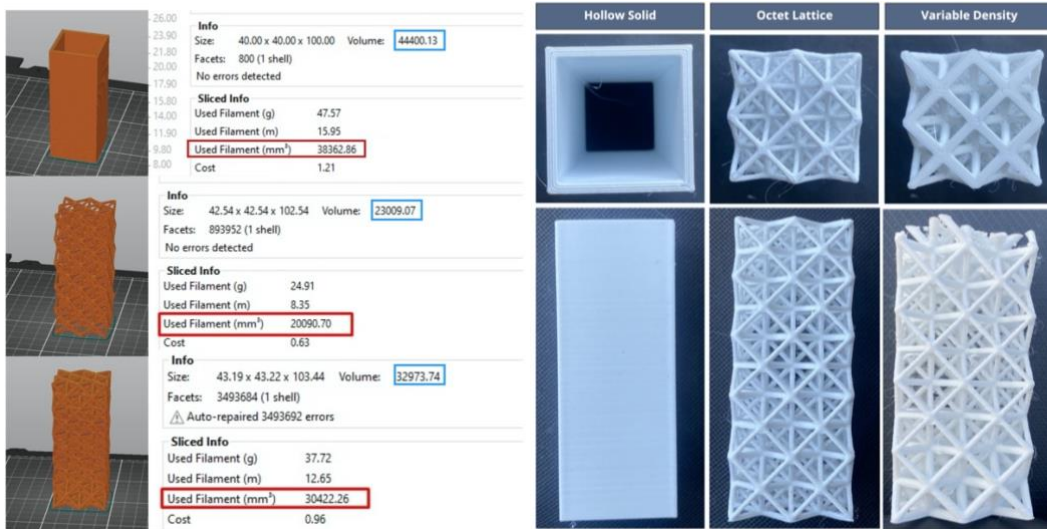 26.00
23.90
21.80
20.00
17.90
15.80
14.00
11.90
9.80
8.00
Info
Size: 40.00 x 40.00 x 100.00 Volume: 44400.13
Facets: 800 (1 shell)
No errors detected
Sliced Info
Used Filament (g) 47.57
Used Filament (m) 15.95
Used Filament (mm³) 38362.86
Cost 1.21
Info
Size: 42.54 x 42.54 x 102.54 Volume: 23009.07
Facets: 893952 (1 shell)
No errors detected
Sliced Info
Used Filament (g) 24.91
Used Filament (m) 8.35
Used Filament (mm³) 20090.70
Cost 0.63
Info
Size: 43.19 x 43.22 x 103.44 Volume: 32973.74
Facets: 3493684 (1 shell)
Auto-repaired 3493692 errors
Sliced Info
Used Filament (g) 37.72
Used Filament (m) 12.65
Used Filament (mm³) 30422.26
Cost 0.96
Hollow Solid
Octet Lattice
Variable Density